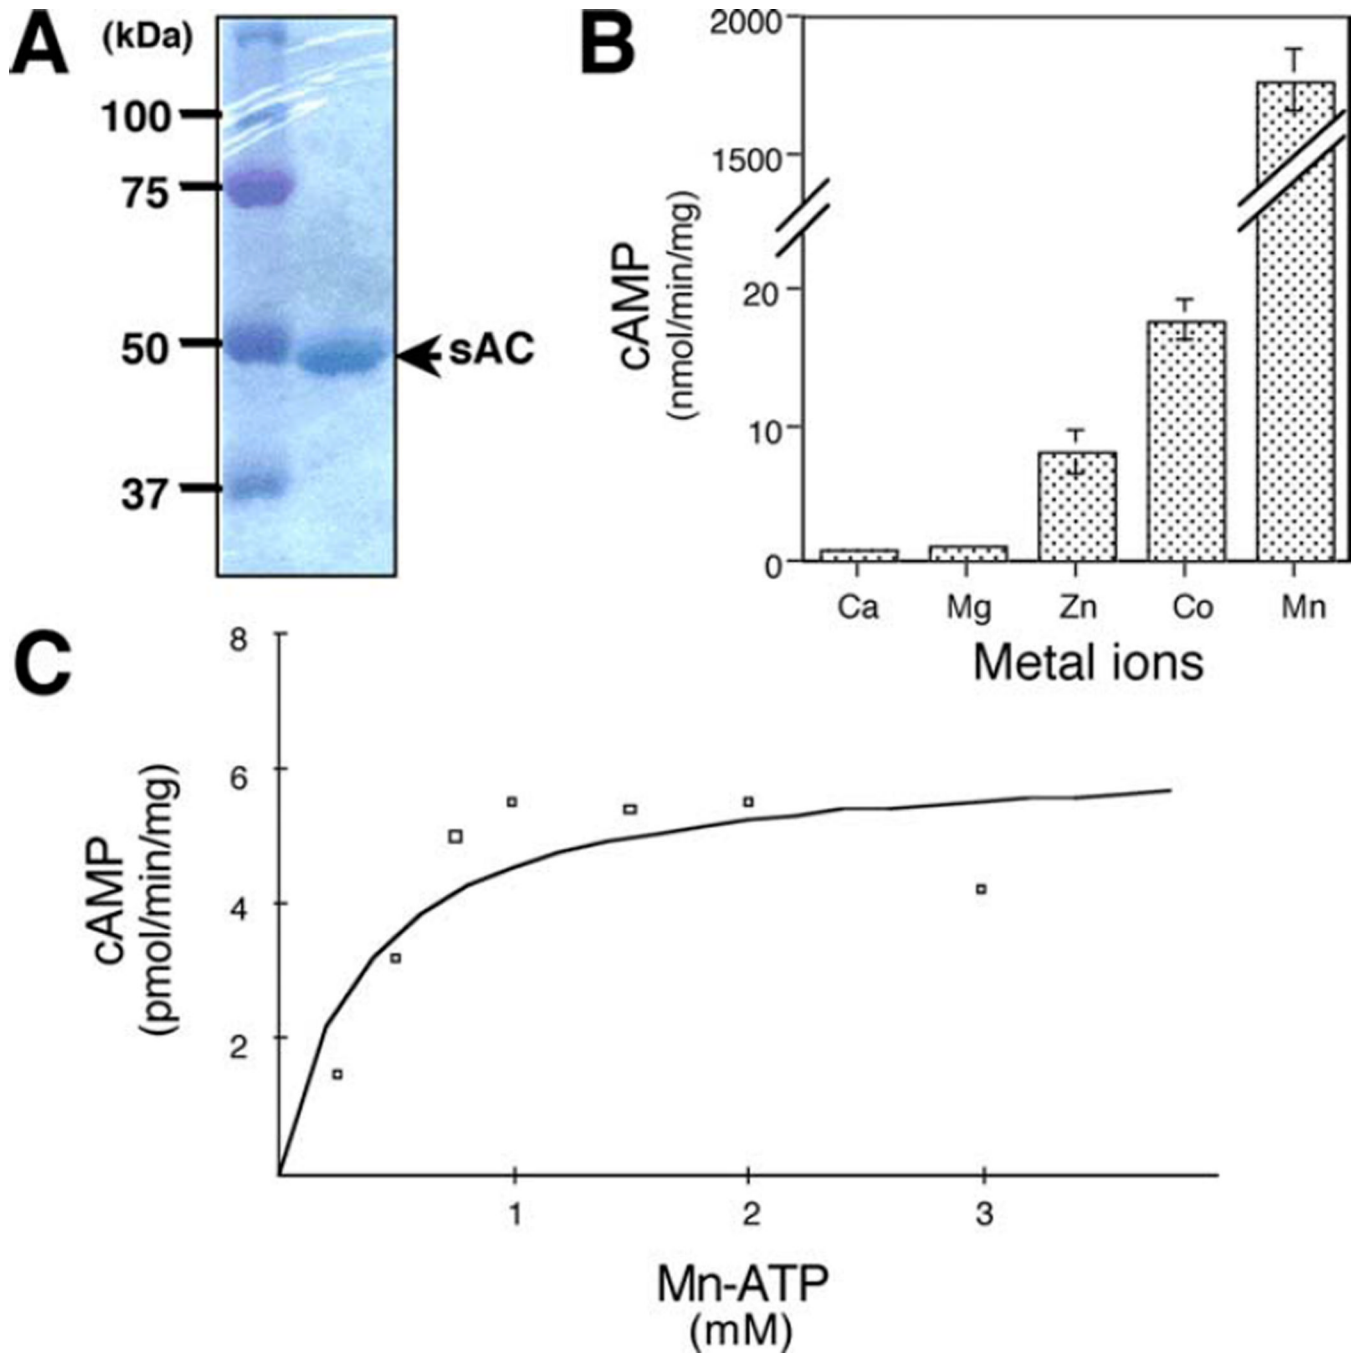 A
(kDa)
100
75
50
37
sAC
B
cAMP
(nmol/min/mg)
2000
1500
20
10
0
Ca Mg Zn Co Mn
Metal ions
C
cAMP
(pmol/min/mg)
8
6
4
2
1 2 3
Mn-ATP
(mM)